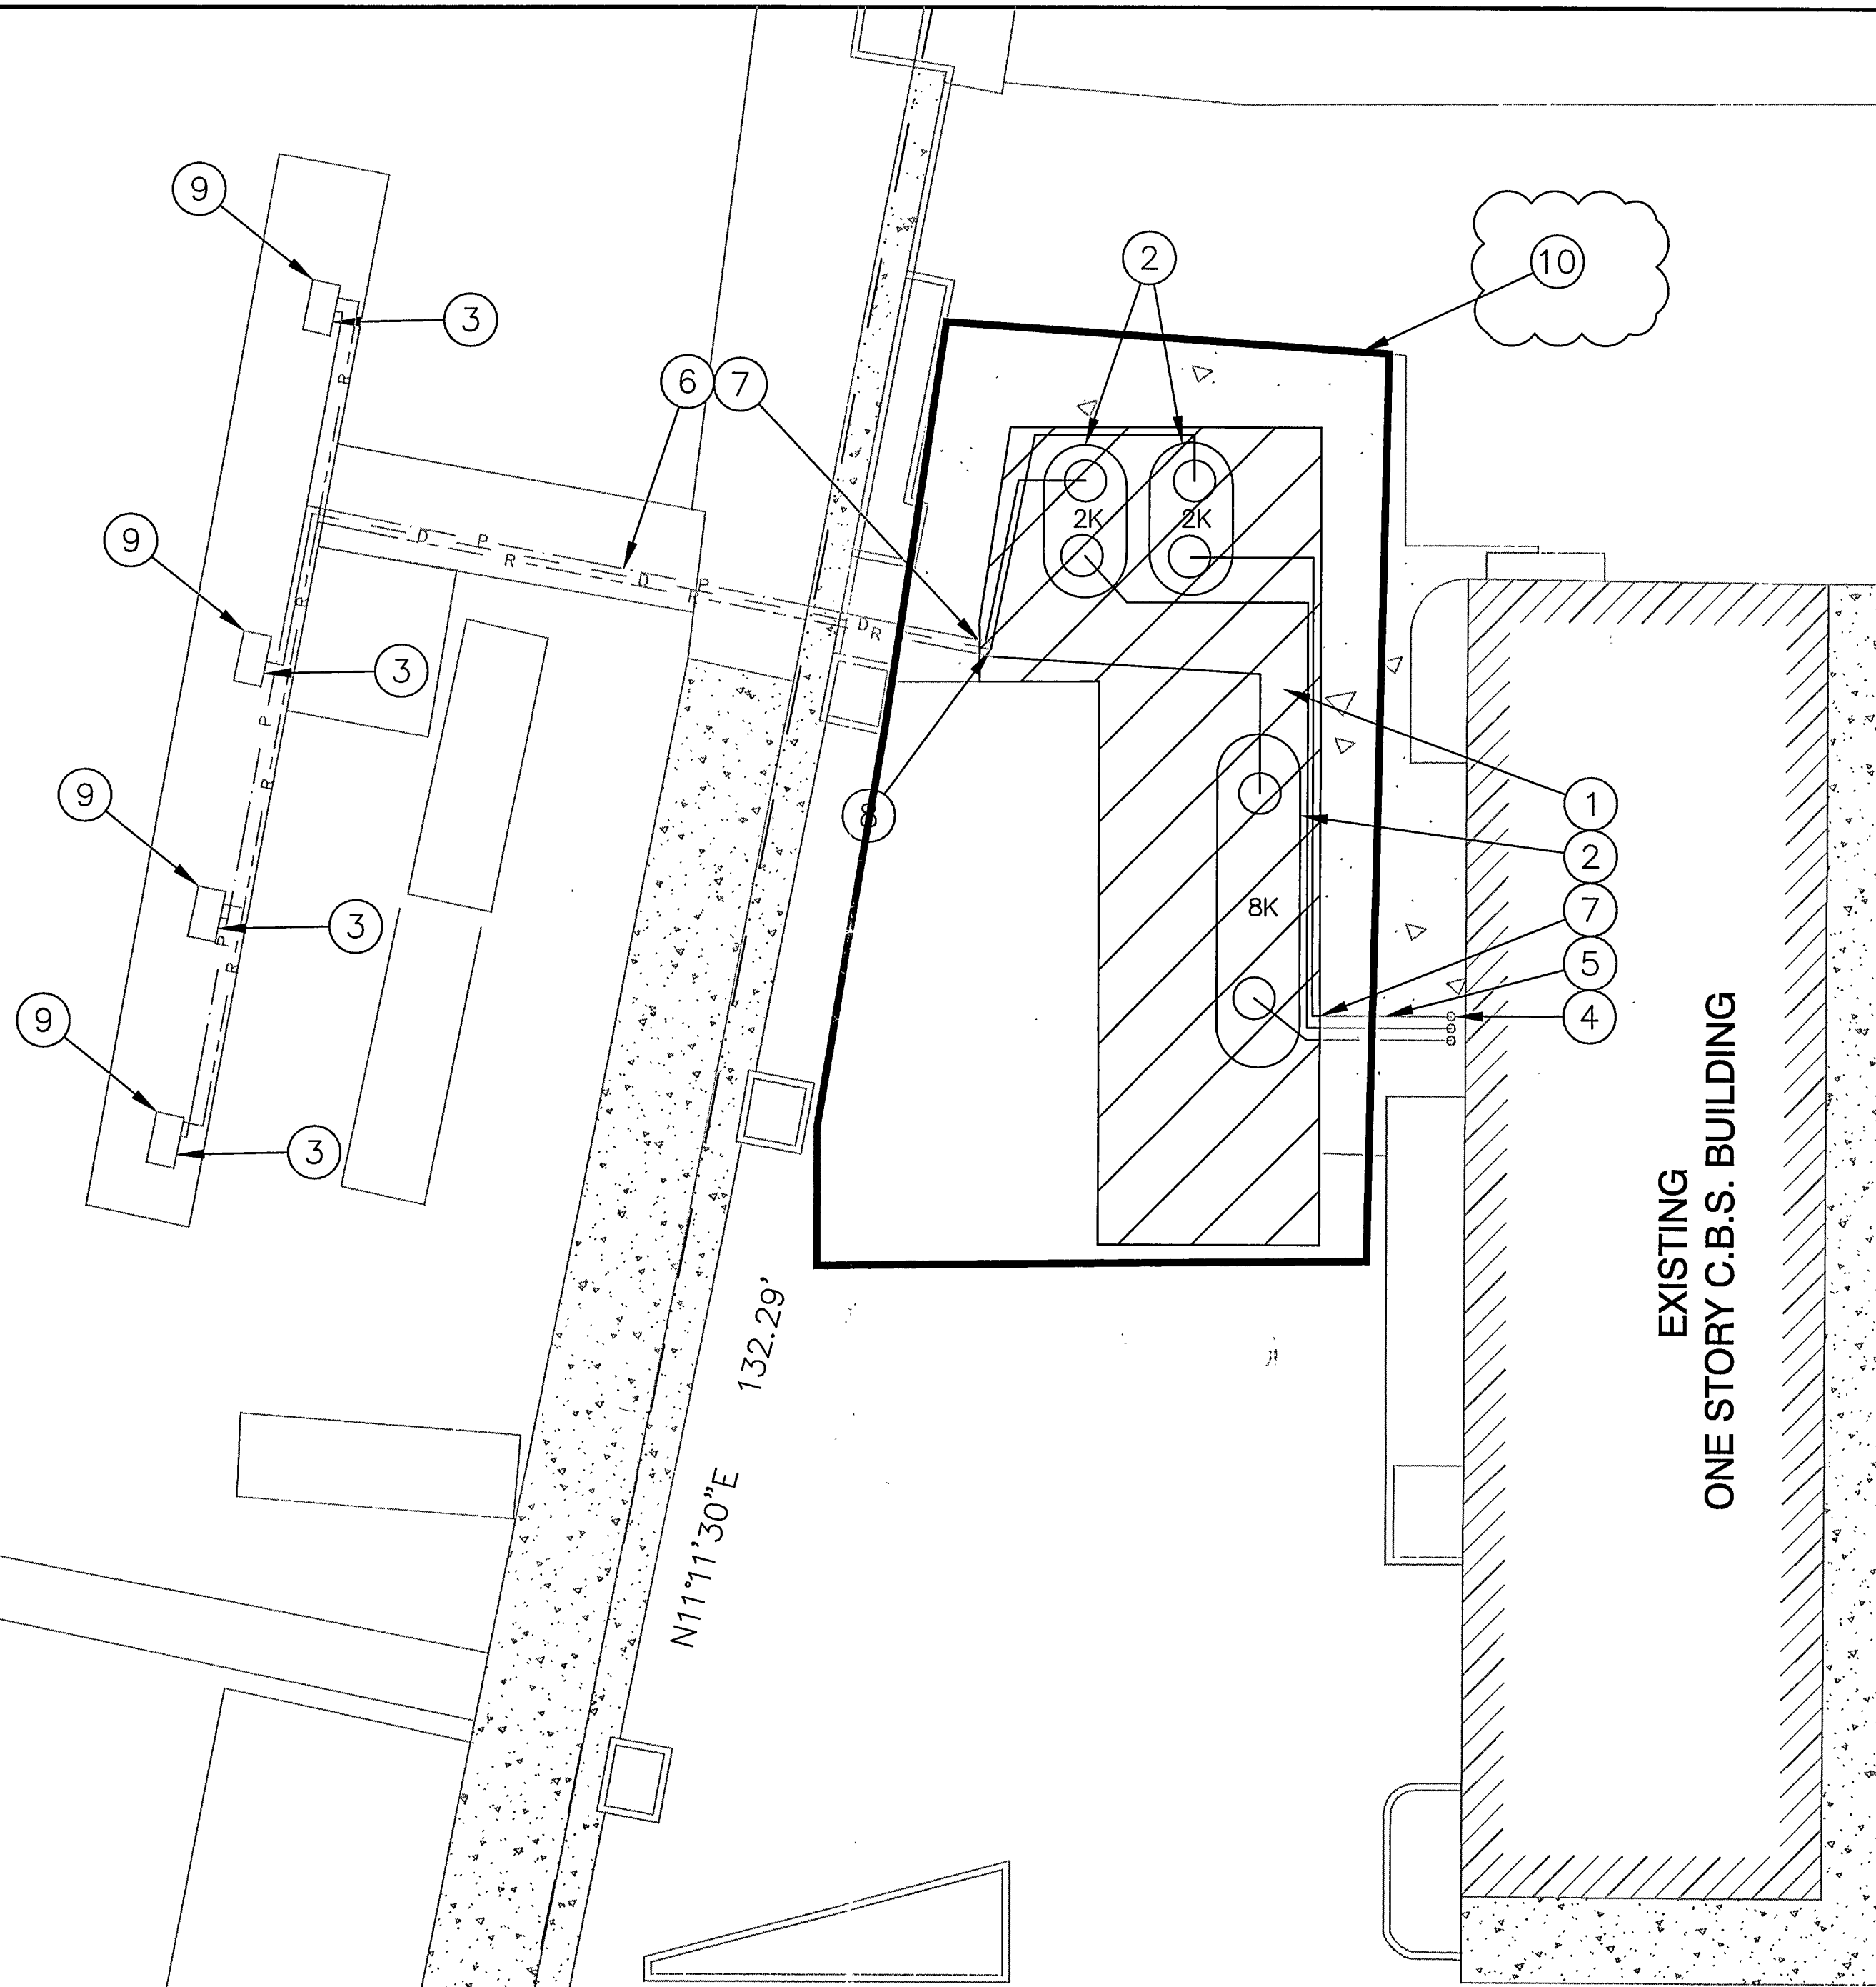 9
10
2
3
6 7
2K 2K
9
D P
R
D P
R
D R
R
R
3
P
1
9
R
8
2
8K
7
9
3
P
R
5
4
3
EXISTING
ONE STORY C.B.S. BUILDING
132.29'
N11°11'30"E